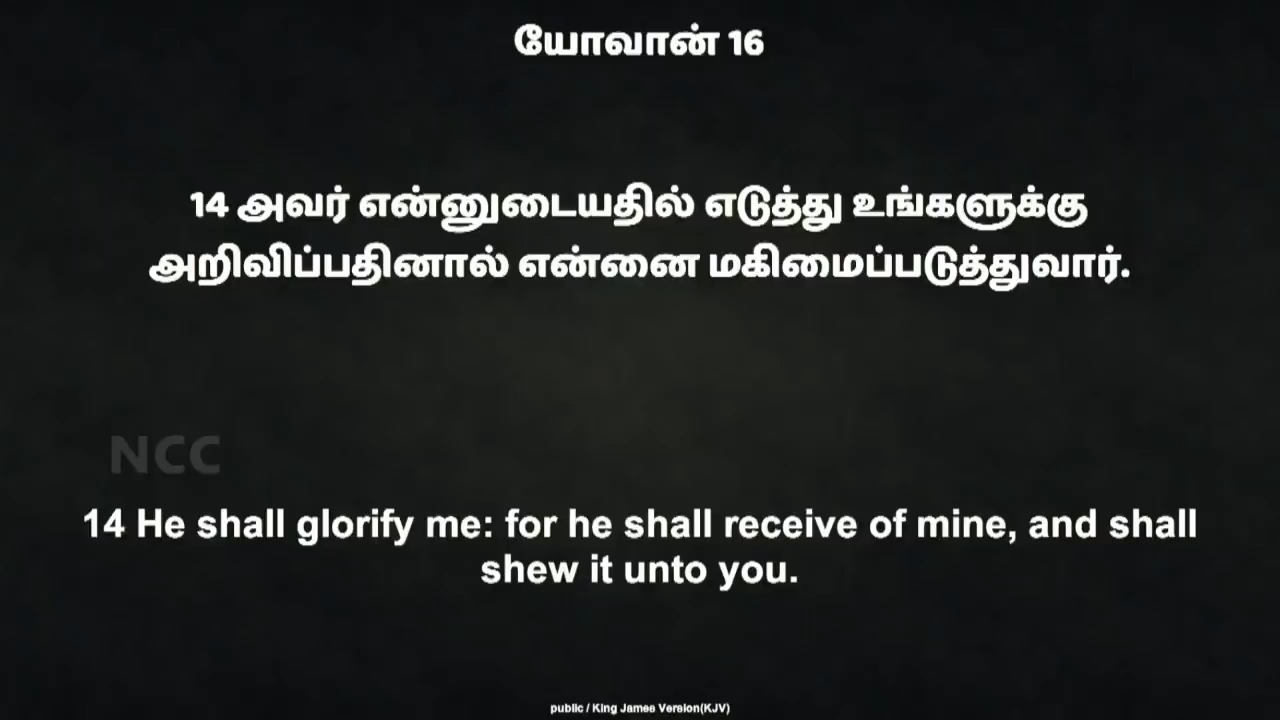 யோவான் 16
14 அவர் என்னுடையதில் எடுத்து உங்களுக்கு
அறிவிப்பதினால் என்னை மகிமைப்படுத்துவார்.
NCC
14 He shall glorify me: for he shall receive of mine, and shall
shew it unto you.
public / King James Version(KJV)